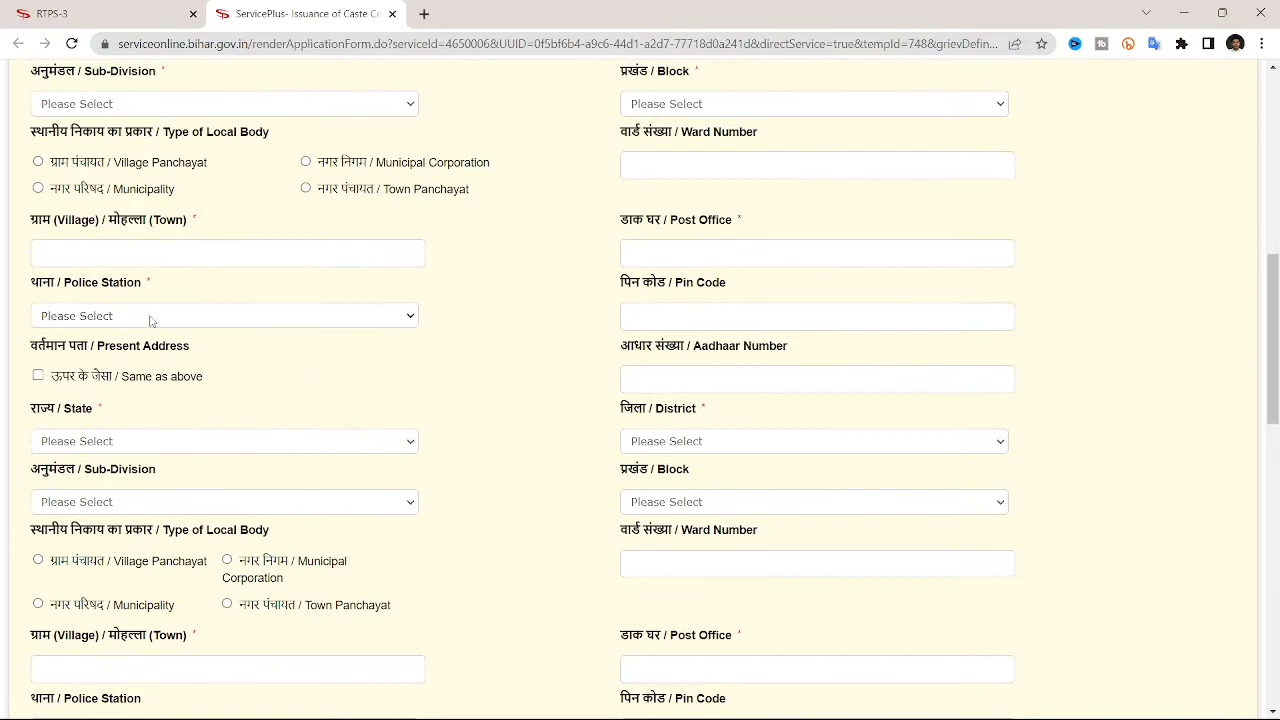 RTPS-3
ServicePlus- Issuance of Caste Ce
serviceonline.bihar.gov.in/renderApplicationForm.do?serviceId=4650036&UUID=a5f5bf6b4-a9c6-44d1-a2d7-77718d0a241d&directService=true&tempId=748&grievDefin...
अनुमंडल / Sub-Division *
प्रखंड / Block *
Please Select
Please Select
स्थानीय निकाय का प्रकार / Type of Local Body
वार्ड संख्या / Ward Number
ग्राम पंचायत / Village Panchayat
नगर निगम / Municipal Corporation
नगर परिषद / Municipality
नगर पंचायत / Town Panchayat
ग्राम (Village) / मोहल्ला (Town) *
डाक घर / Post Office *
थाना / Police Station *
पिन कोड / Pin Code
Please Select
वर्तमान पता / Present Address
आधार संख्या / Aadhaar Number
ऊपर के जैसा / Same as above
राज्य / State *
जिला / District *
Please Select
Please Select
अनुमंडल / Sub-Division
प्रखंड / Block
Please Select
Please Select
स्थानीय निकाय का प्रकार / Type of Local Body
वार्ड संख्या / Ward Number
ग्राम पंचायत / Village Panchayat
नगर निगम / Municipal
Corporation
नगर परिषद / Municipality
नगर पंचायत / Town Panchayat
ग्राम (Village) / मोहल्ला (Town) *
डाक घर / Post Office *
थाना / Police Station
पिन कोड / Pin Code